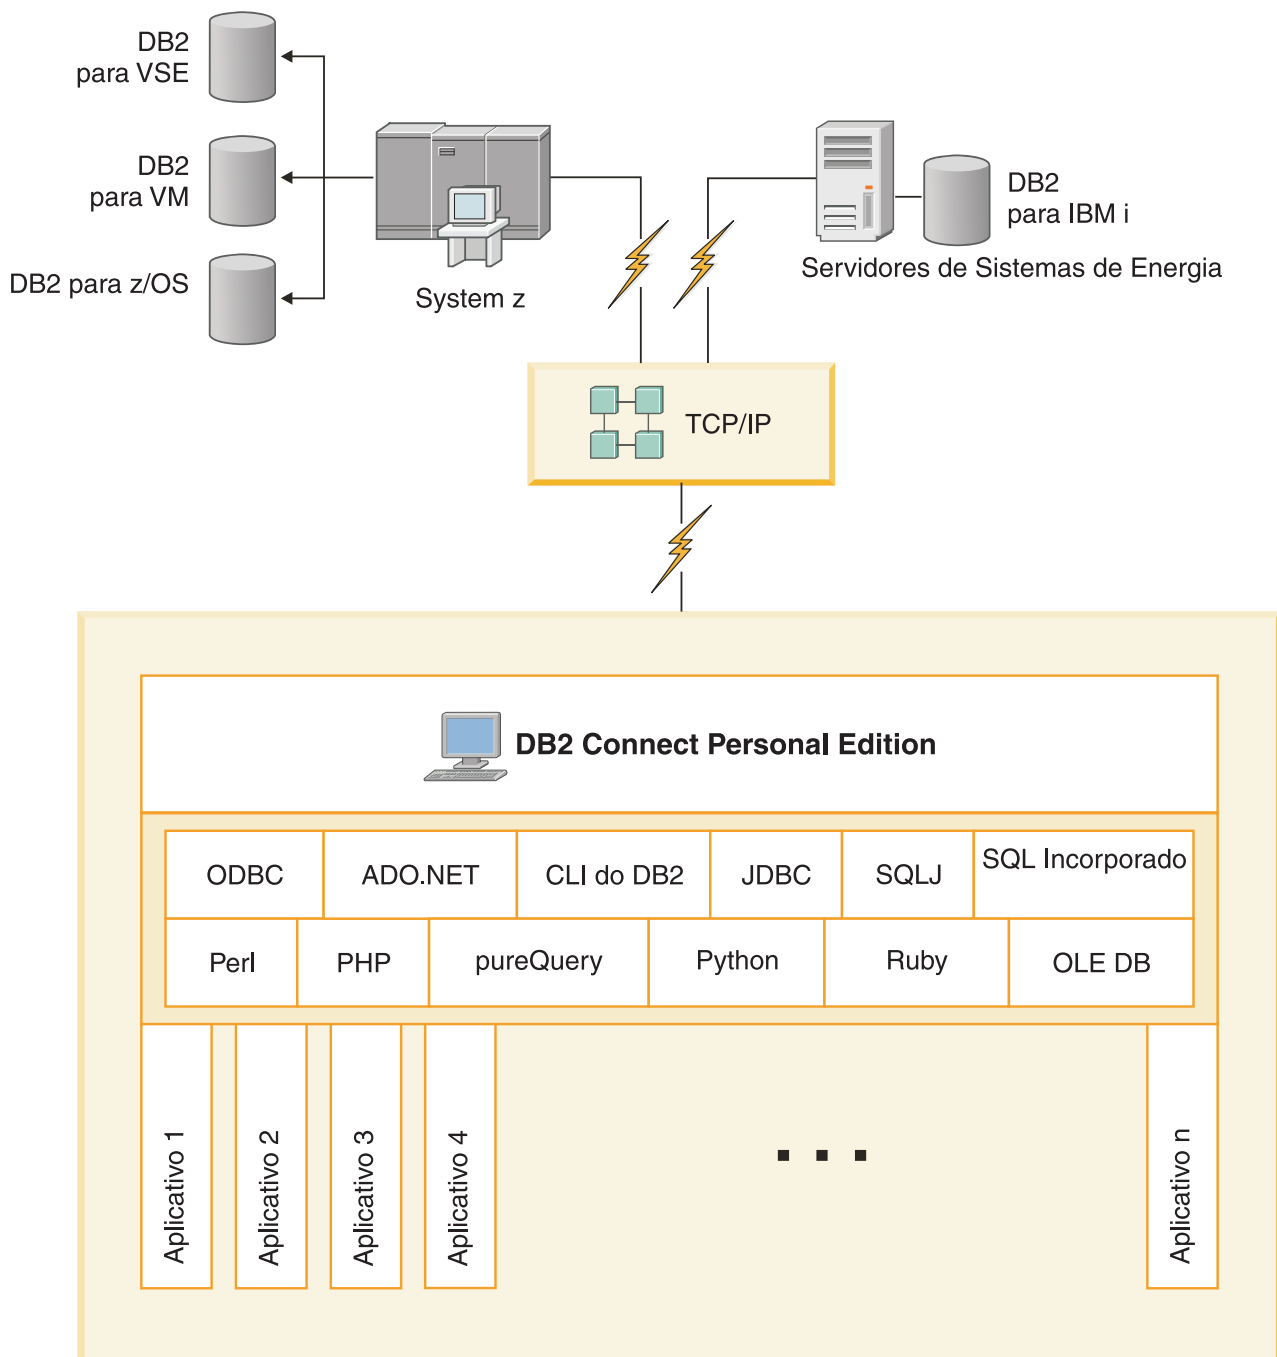 DB2
para VSE
DB2
para VM
DB2 para z/OS
System z
DB2
para IBM i
Servidores de Sistemas de Energia
TCP/IP
DB2 Connect Personal Edition
ODBC
ADO.NET
CLI do DB2
JDBC
SQLJ
SQL Incorporado
Perl
PHP
pureQuery
Python
Ruby
OLE DB
Aplicativo 1
Aplicativo 2
Aplicativo 3
Aplicativo 4
. . .
Aplicativo n